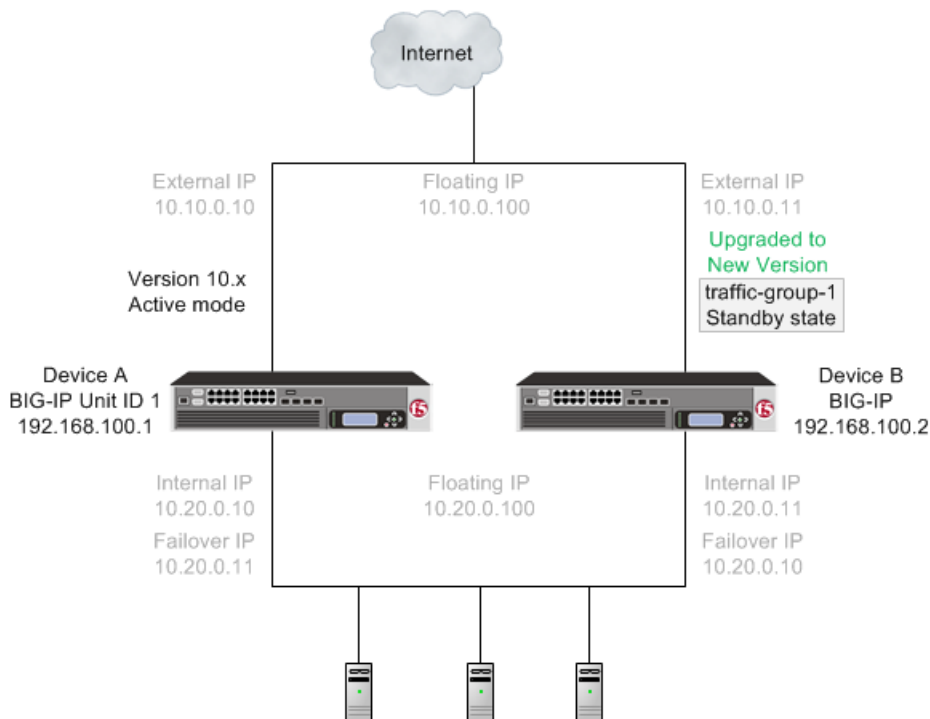 Internet
External IP
10.10.0.10
Floating IP
10.10.0.100
External IP
10.10.0.11
Version 10.x
Active mode
Upgraded to
New Version
traffic-group-1
Standby state
Device A
BIG-IP Unit ID 1
192.168.100.1
f5
f5
Device B
BIG-IP
192.168.100.2
Internal IP
10.20.0.10
Floating IP
10.20.0.100
Internal IP
10.20.0.11
Failover IP
10.20.0.11
Failover IP
10.20.0.10